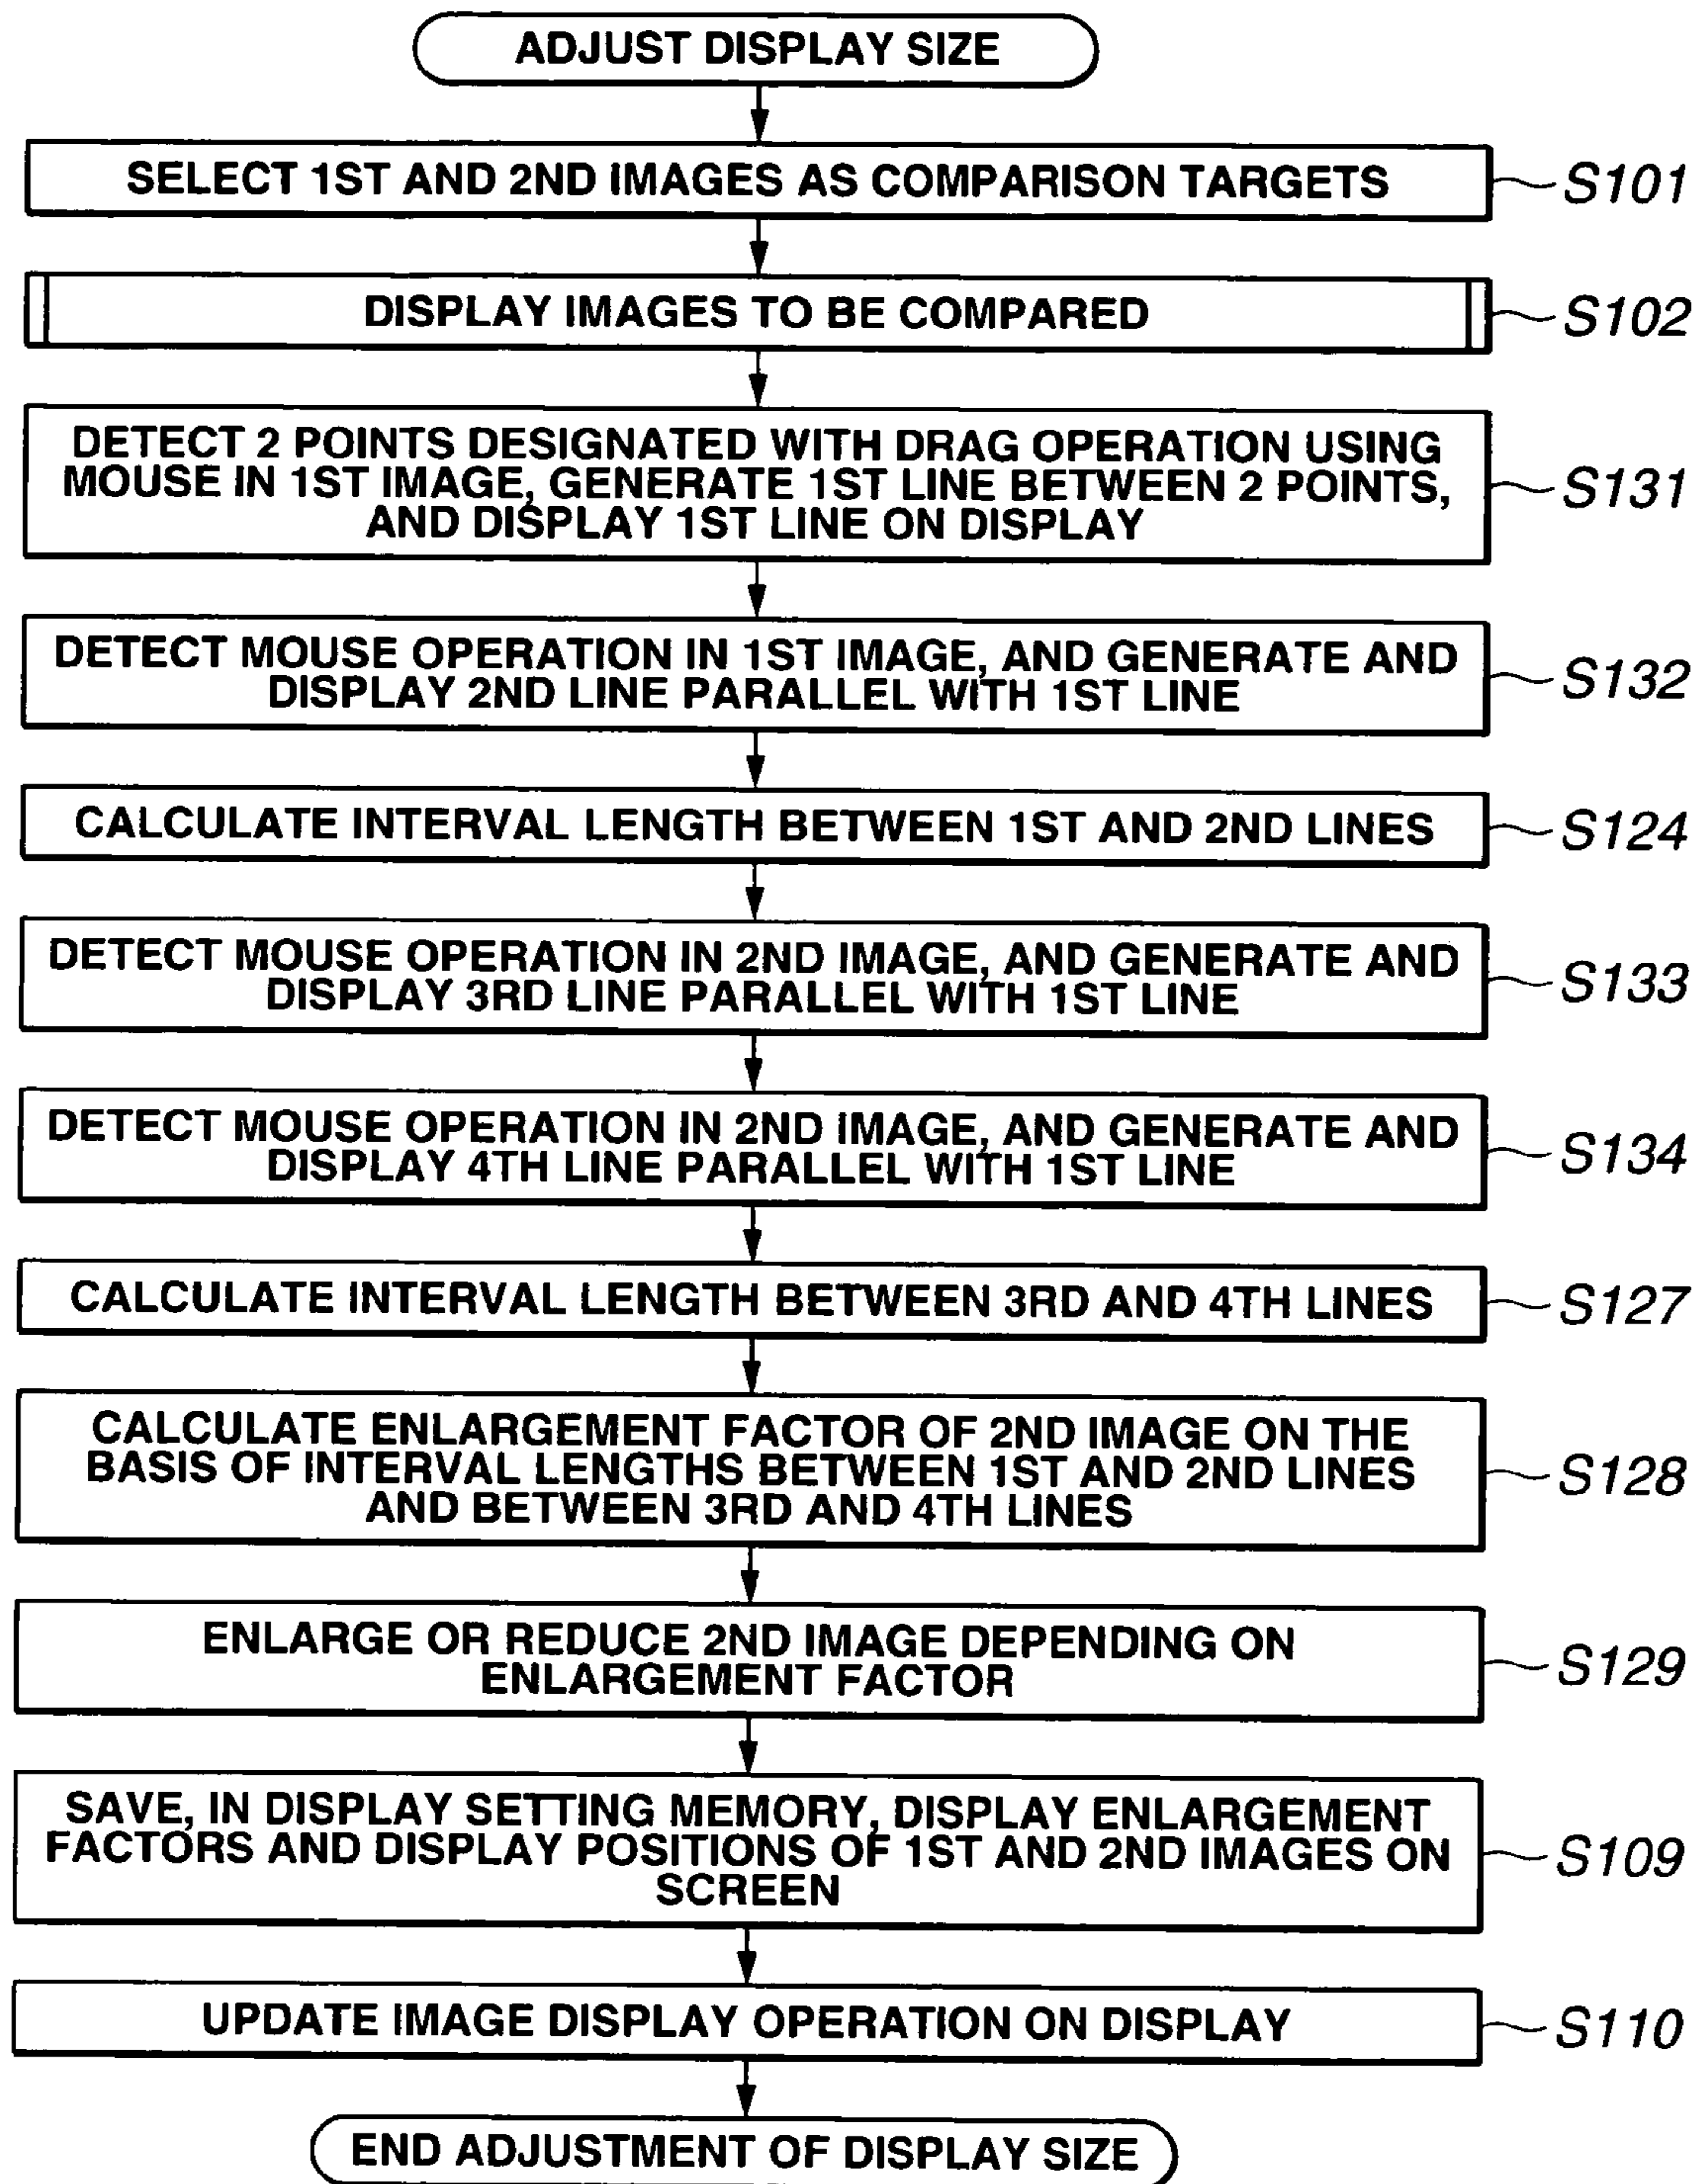 ADJUST DISPLAY SIZE
SELECT 1ST AND 2ND IMAGES AS COMPARISON TARGETS
S101
DISPLAY IMAGES TO BE COMPARED
S102
DETECT 2 POINTS DESIGNATED WITH DRAG OPERATION USING
MOUSE IN 1ST IMAGE, GENERATE 1ST LINE BETWEEN 2 POINTS,
AND DISPLAY 1ST LINE ON DISPLAY
S131
DETECT MOUSE OPERATION IN 1ST IMAGE, AND GENERATE AND
DISPLAY 2ND LINE PARALLEL WITH 1ST LINE
S132
CALCULATE INTERVAL LENGTH BETWEEN 1ST AND 2ND LINES
S124
DETECT MOUSE OPERATION IN 2ND IMAGE, AND GENERATE AND
DISPLAY 3RD LINE PARALLEL WITH 1ST LINE
S133
DETECT MOUSE OPERATION IN 2ND IMAGE, AND GENERATE AND
DISPLAY 4TH LINE PARALLEL WITH 1ST LINE
S134
CALCULATE INTERVAL LENGTH BETWEEN 3RD AND 4TH LINES
S127
CALCULATE ENLARGEMENT FACTOR OF 2ND IMAGE ON THE
BASIS OF INTERVAL LENGTHS BETWEEN 1ST AND 2ND LINES
AND BETWEEN 3RD AND 4TH LINES
S128
ENLARGE OR REDUCE 2ND IMAGE DEPENDING ON
ENLARGEMENT FACTOR
S129
SAVE, IN DISPLAY SETTING MEMORY, DISPLAY ENLARGEMENT
FACTORS AND DISPLAY POSITIONS OF 1ST AND 2ND IMAGES ON
SCREEN
S109
UPDATE IMAGE DISPLAY OPERATION ON DISPLAY
S110
END ADJUSTMENT OF DISPLAY SIZE